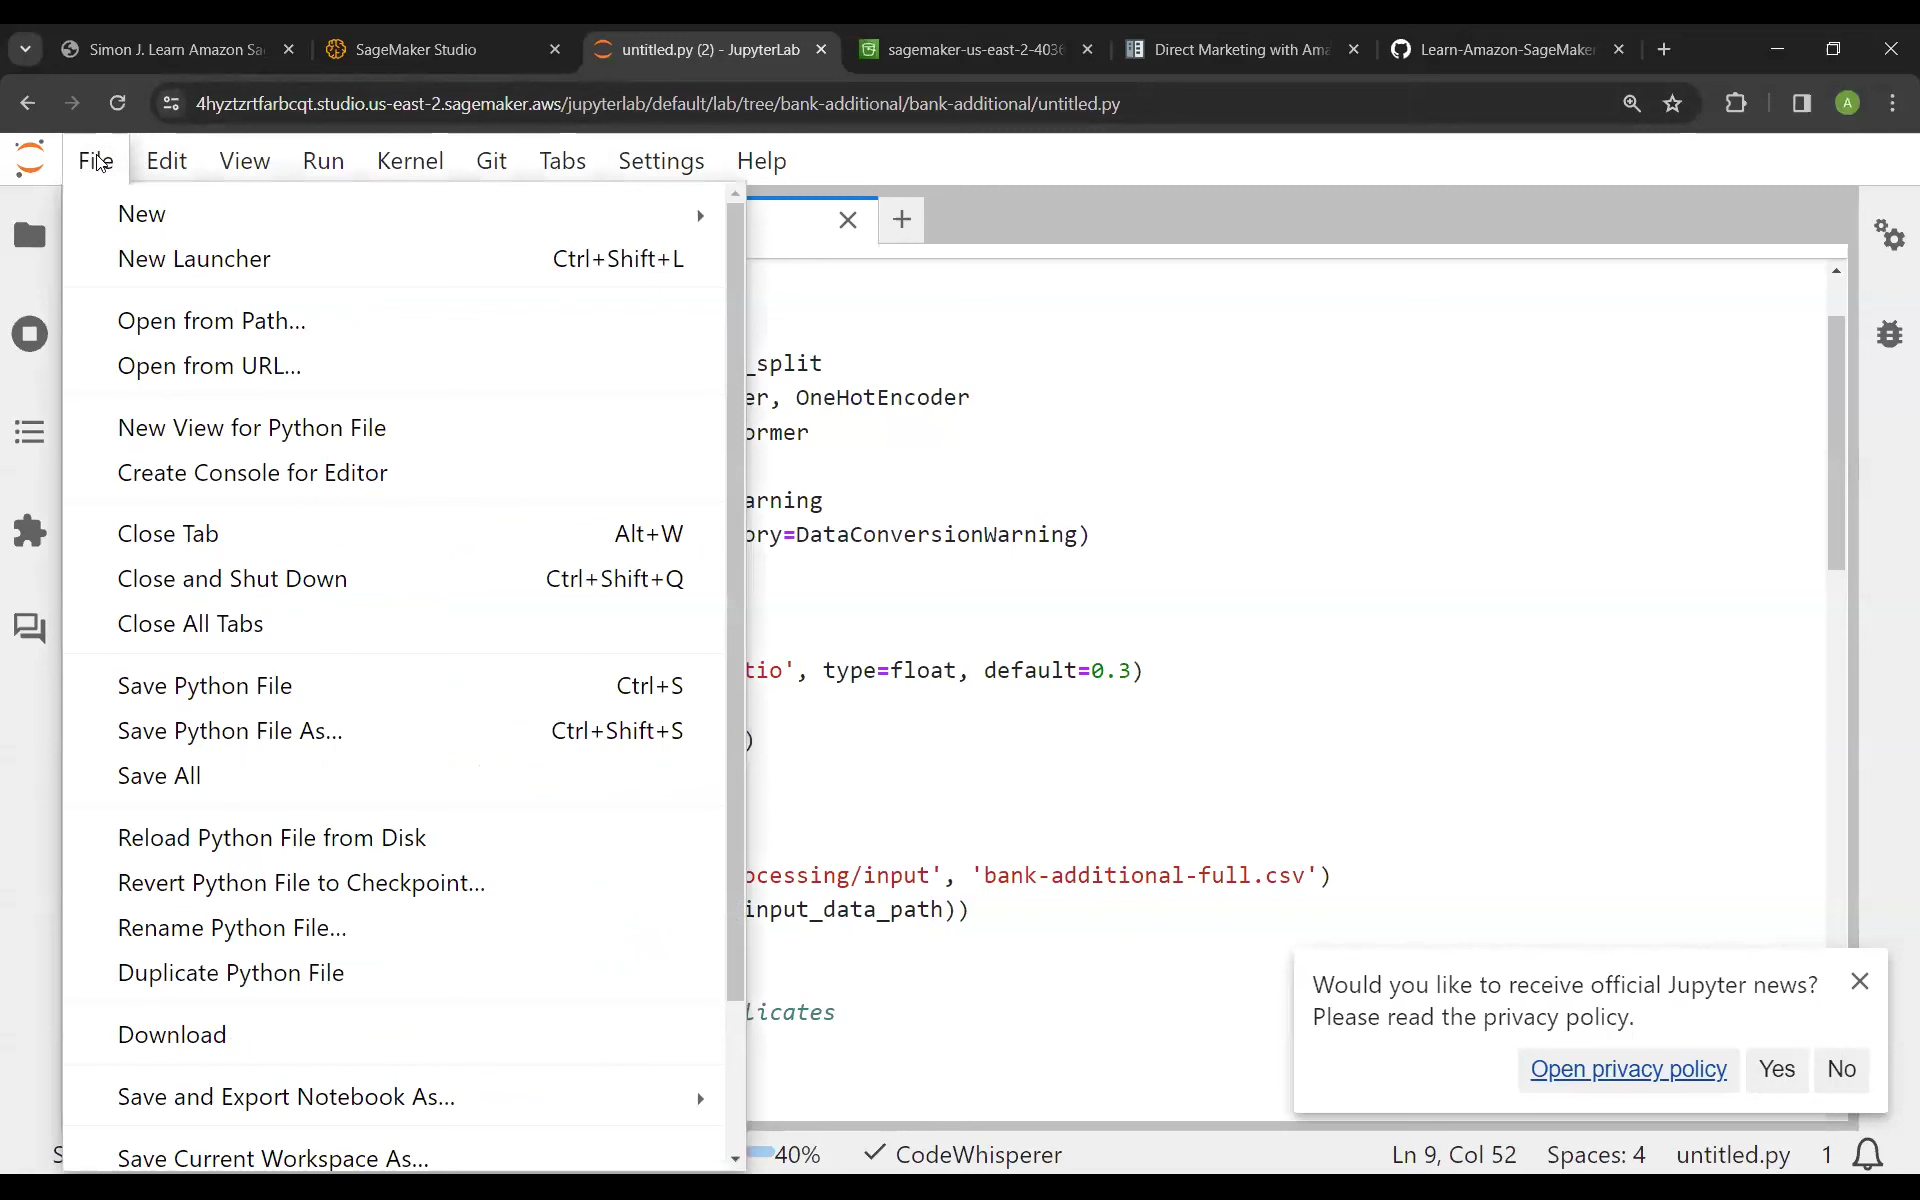 Simon J. Learn Amazon Sa
SageMaker Studio
untitled.py (2) - JupyterLab
sagemaker-us-east-2-4036
Direct Marketing with Ama
Learn-Amazon-SageMaker
4hyztzrtfarbcqt.studio.us-east-2.sagemaker.aws/jupyterlab/default/lab/tree/bank-additional/bank-additional/untitled.py
A
File Edit View Run Kernel Git Tabs Settings Help
New
New Launcher Ctrl+Shift+L
Open from Path...
Open from URL...
New View for Python File
Create Console for Editor
Close Tab Alt+W
Close and Shut Down Ctrl+Shift+Q
Close All Tabs
Save Python File Ctrl+S
Save Python File As... Ctrl+Shift+S
Save All
Reload Python File from Disk
Revert Python File to Checkpoint...
Rename Python File...
Duplicate Python File
Download
Save and Export Notebook As...
Save Current Workspace As...
_split
er, OneHotEncoder
ormer
arning
ory=DataConversionWarning)
tio', type=float, default=0.3)
)
ocessing/input', 'bank-additional-full.csv')
input_data_path))
licates
Would you like to receive official Jupyter news?
Please read the privacy policy.
Open privacy policy Yes No
40% CodeWhisperer Ln 9, Col 52 Spaces: 4 untitled.py 1